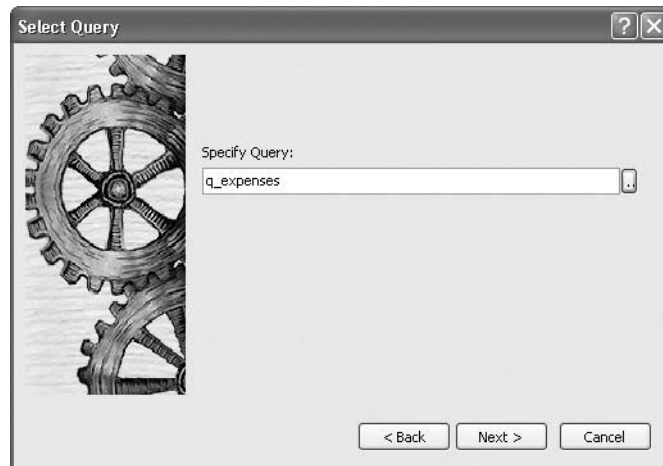 Select Query
Specify Query:
q_expenses
..
< Back
Next >
Cancel